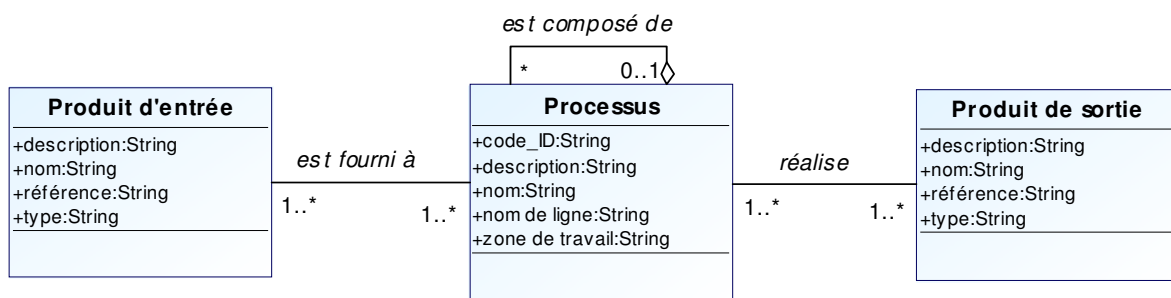 est composé de
* 0..1
Produit d'entrée
+description:String
+nom:String
+référence:String
+type:String
est fourni à
1..* 1..*
Processus
+code_ID:String
+description:String
+nom:String
+nom de ligne:String
+zone de travail:String
réalise
1..* 1..*
Produit de sortie
+description:String
+nom:String
+référence:String
+type:String